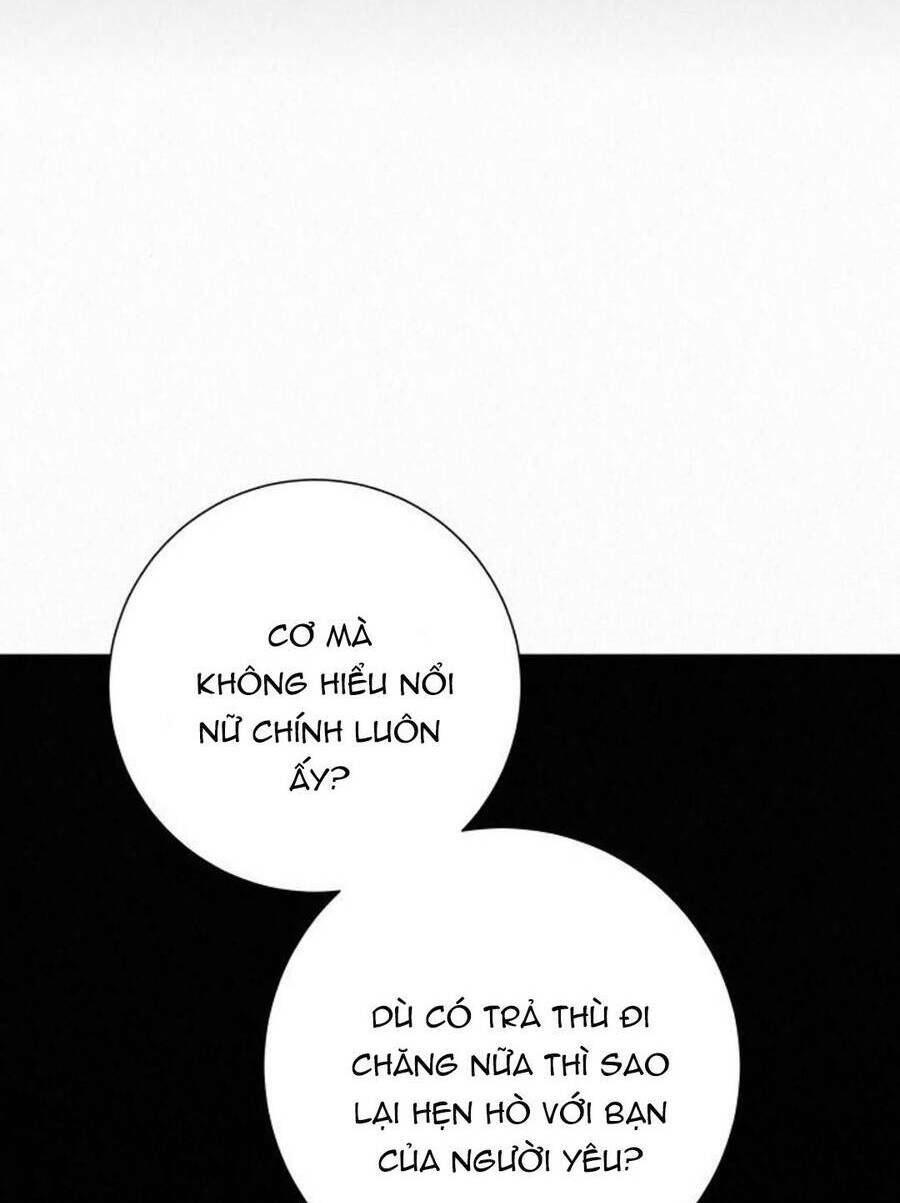 CƠ MÀ
KHÔNG HIỂU NỔI
NỮ CHÍNH LUÔN
ẤY?
DÙ CÓ TRẢ THÙ ĐI
CHĂNG NỮA THÌ SAO
LẠI HẸN HÒ VỚI BẠN
CỦA NGƯỜI YÊU?